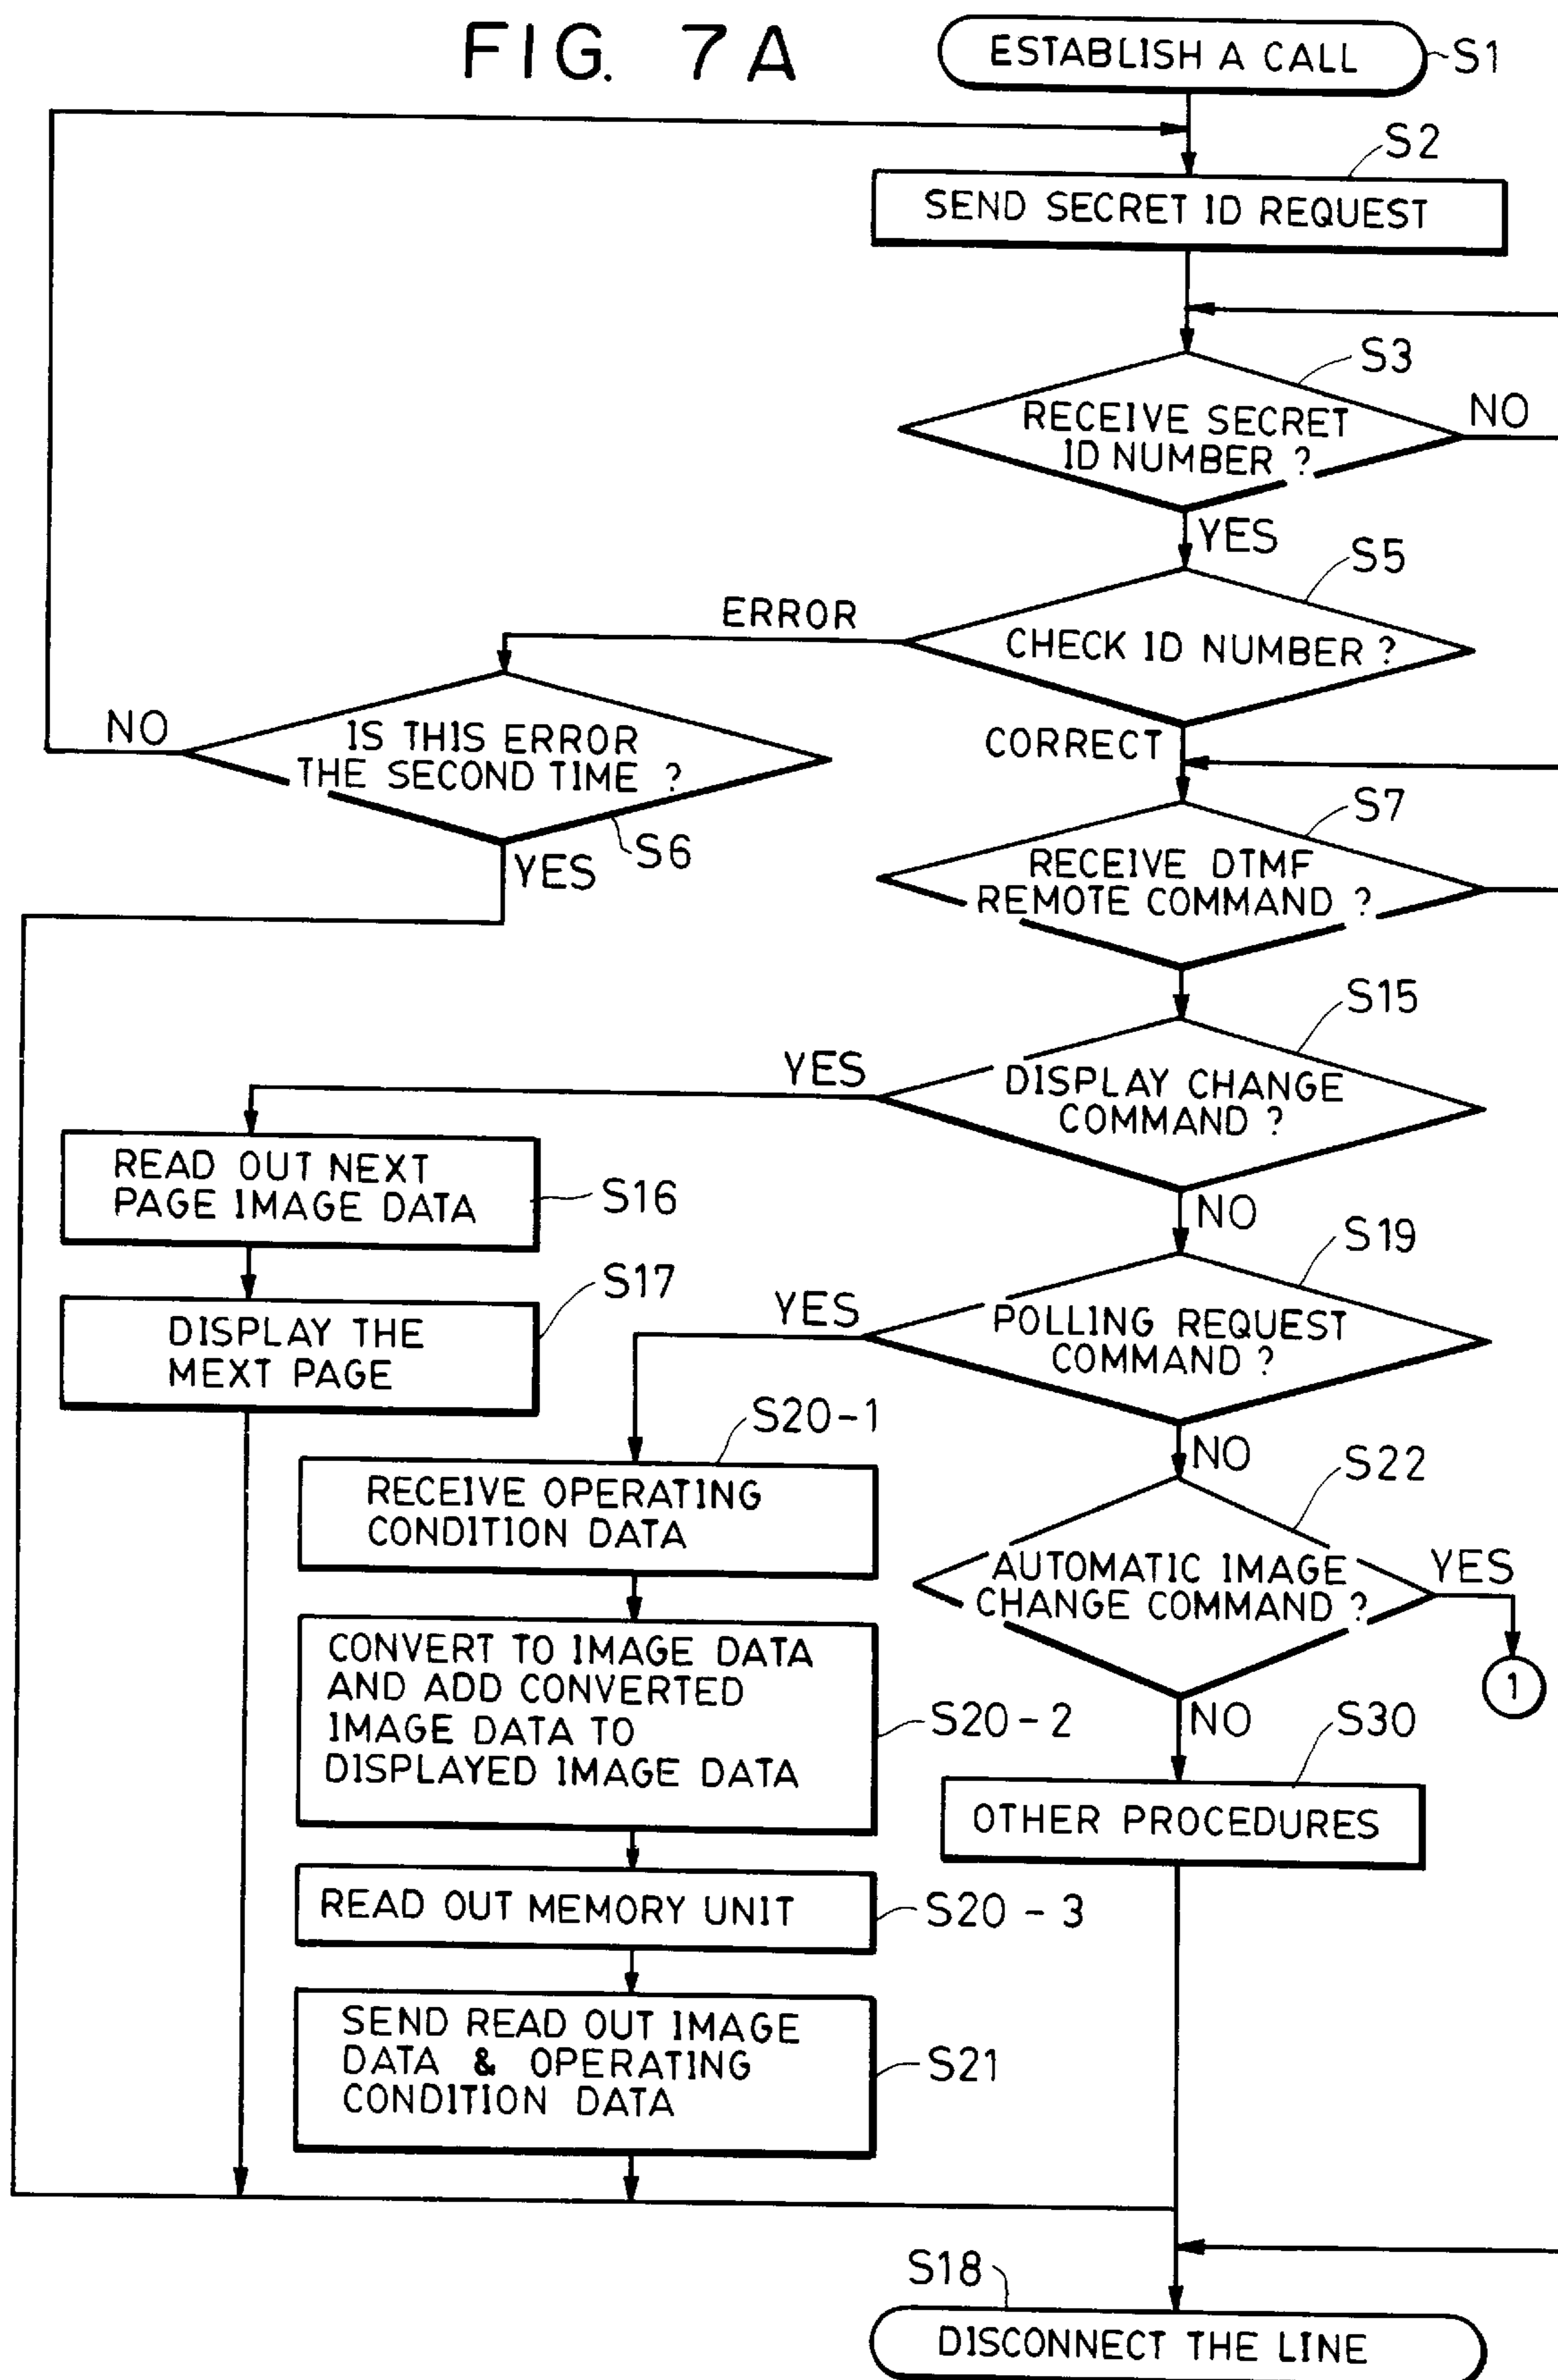 FIG. 7A
ESTABLISH A CALL
S1
S2
SEND SECRET ID REQUEST
S3
RECEIVE SECRET
ID NUMBER ?
NO
YES
S5
ERROR
CHECK ID NUMBER ?
NO
IS THIS ERROR
THE SECOND TIME ?
CORRECT
S6
YES
S7
RECEIVE DTMF
REMOTE COMMAND ?
S15
YES
DISPLAY CHANGE
COMMAND ?
READ OUT NEXT
PAGE IMAGE DATA
S16
NO
S19
S17
DISPLAY THE
MEXT PAGE
YES
POLLING REQUEST
COMMAND ?
S20-1
NO
S22
RECEIVE OPERATING
CONDITION DATA
AUTOMATIC IMAGE
CHANGE COMMAND ?
YES
1
CONVERT TO IMAGE DATA
AND ADD CONVERTED
IMAGE DATA TO
DISPLAYED IMAGE DATA
S20-2
NO
S30
OTHER PROCEDURES
READ OUT MEMORY UNIT
S20-3
SEND READ OUT IMAGE
DATA & OPERATING
CONDITION DATA
S21
S18
DISCONNECT THE LINE